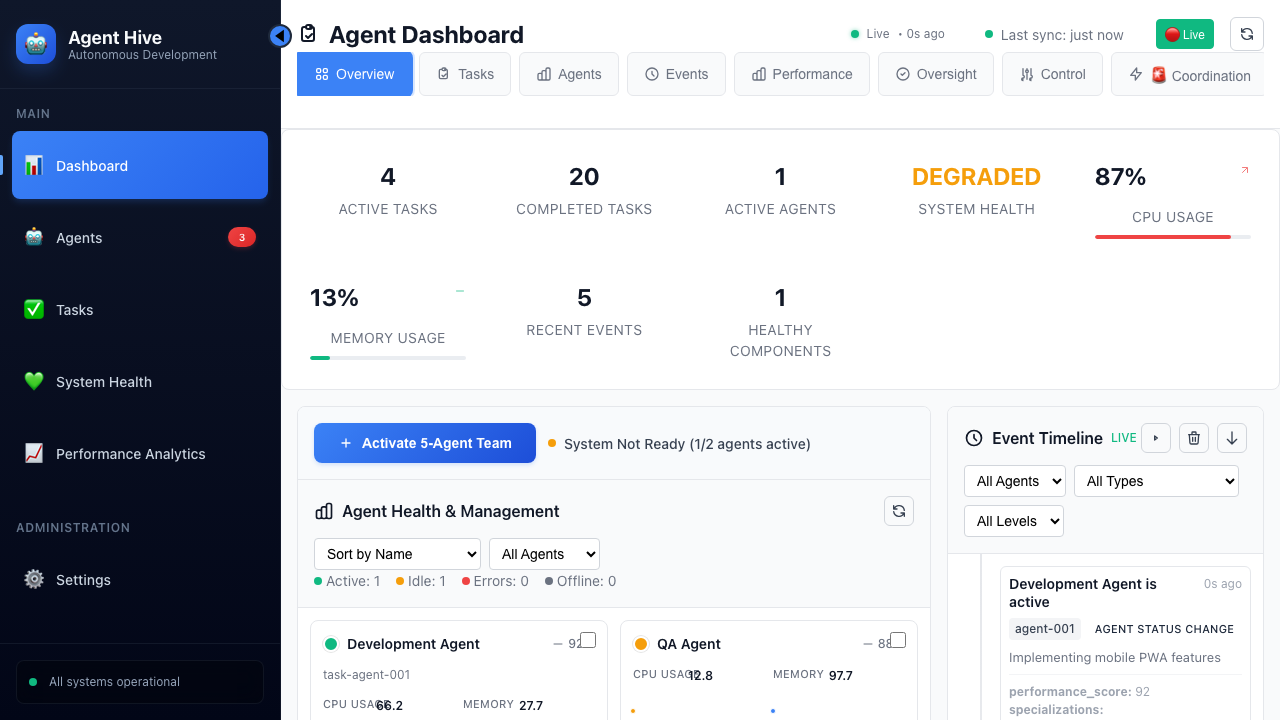 Agent Hive
Autonomous Development
MAIN
Dashboard
Agents
3
Tasks
System Health
Performance Analytics
ADMINISTRATION
Settings
All systems operational
Agent Dashboard
Live • 0s ago
Last sync: just now
Live
Overview
Tasks
Agents
Events
Performance
Oversight
Control
Coordination
4
ACTIVE TASKS
20
COMPLETED TASKS
1
ACTIVE AGENTS
DEGRADED
SYSTEM HEALTH
87%
CPU USAGE
13%
MEMORY USAGE
5
RECENT EVENTS
1
HEALTHY
COMPONENTS
Activate 5-Agent Team
System Not Ready (1/2 agents active)
Agent Health & Management
Sort by Name
All Agents
Active: 1
Idle: 1
Errors: 0
Offline: 0
Development Agent
92
task-agent-001
CPU USAGE
66.2
MEMORY
27.7
QA Agent
88
CPU USAGE
12.8
MEMORY
97.7
Event Timeline
LIVE
All Agents
All Types
All Levels
Development Agent is
active
0s ago
agent-001
AGENT STATUS CHANGE
Implementing mobile PWA features
performance_score: 92
specializations: